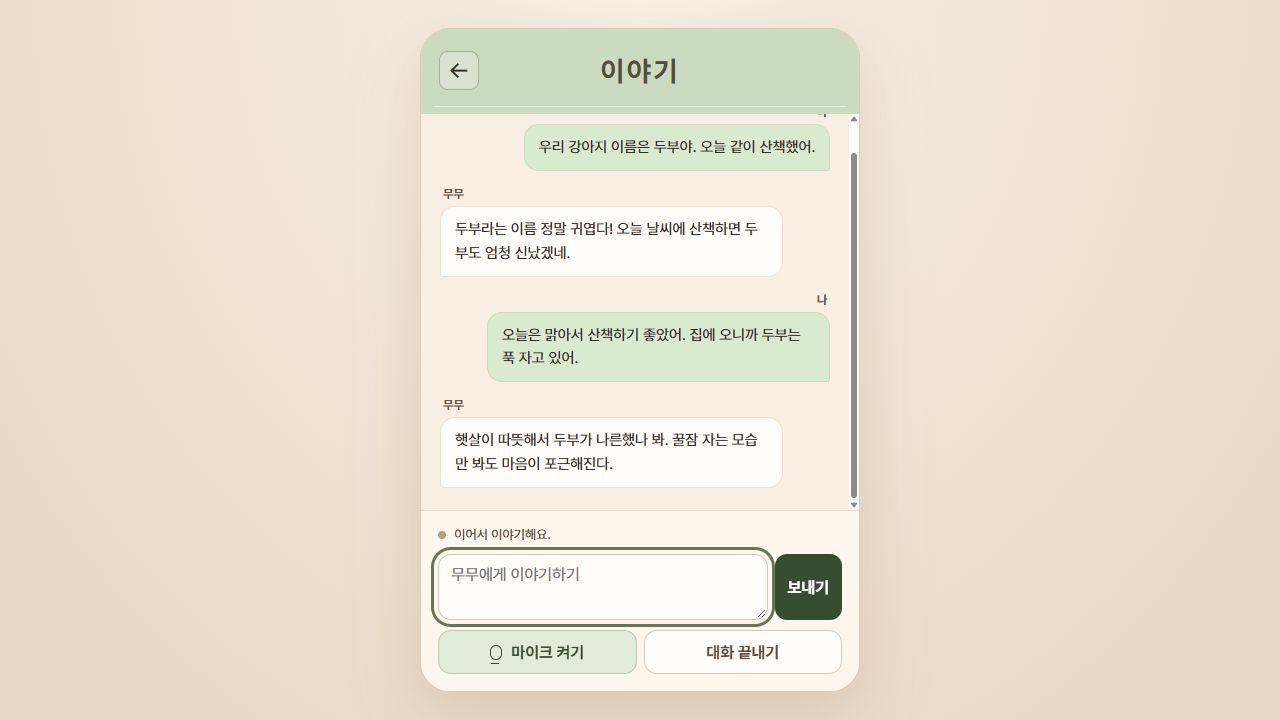 이야기
우리 강아지 이름은 두부야. 오늘 같이 산책했어.
무무
두부라는 이름 정말 귀엽다! 오늘 날씨에 산책하면 두
부도 엄청 신났겠네.
나
오늘은 맑아서 산책하기 좋았어. 집에 오니까 두부는
푹 자고 있어.
무무
햇살이 따뜻해서 두부가 나른했나 봐. 꿀잠 자는 모습
만 봐도 마음이 포근해진다.
이어서 이야기해요.
무무에게 이야기하기
보내기
마이크 켜기
대화 끝내기